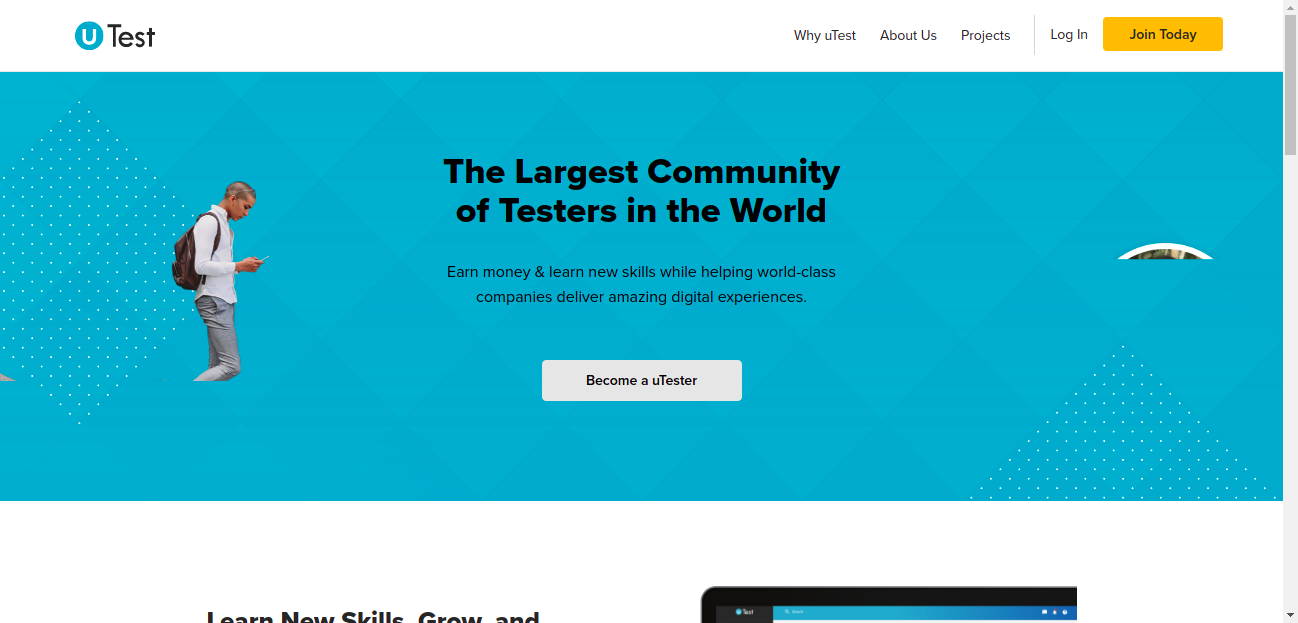 uTest
Why uTest
About Us
Projects
Log In
Join Today
The Largest Community
of Testers in the World
Earn money & learn new skills while helping world-class
companies deliver amazing digital experiences.
Become a uTester
Learn New Skills, Grow, and
uTest
Search